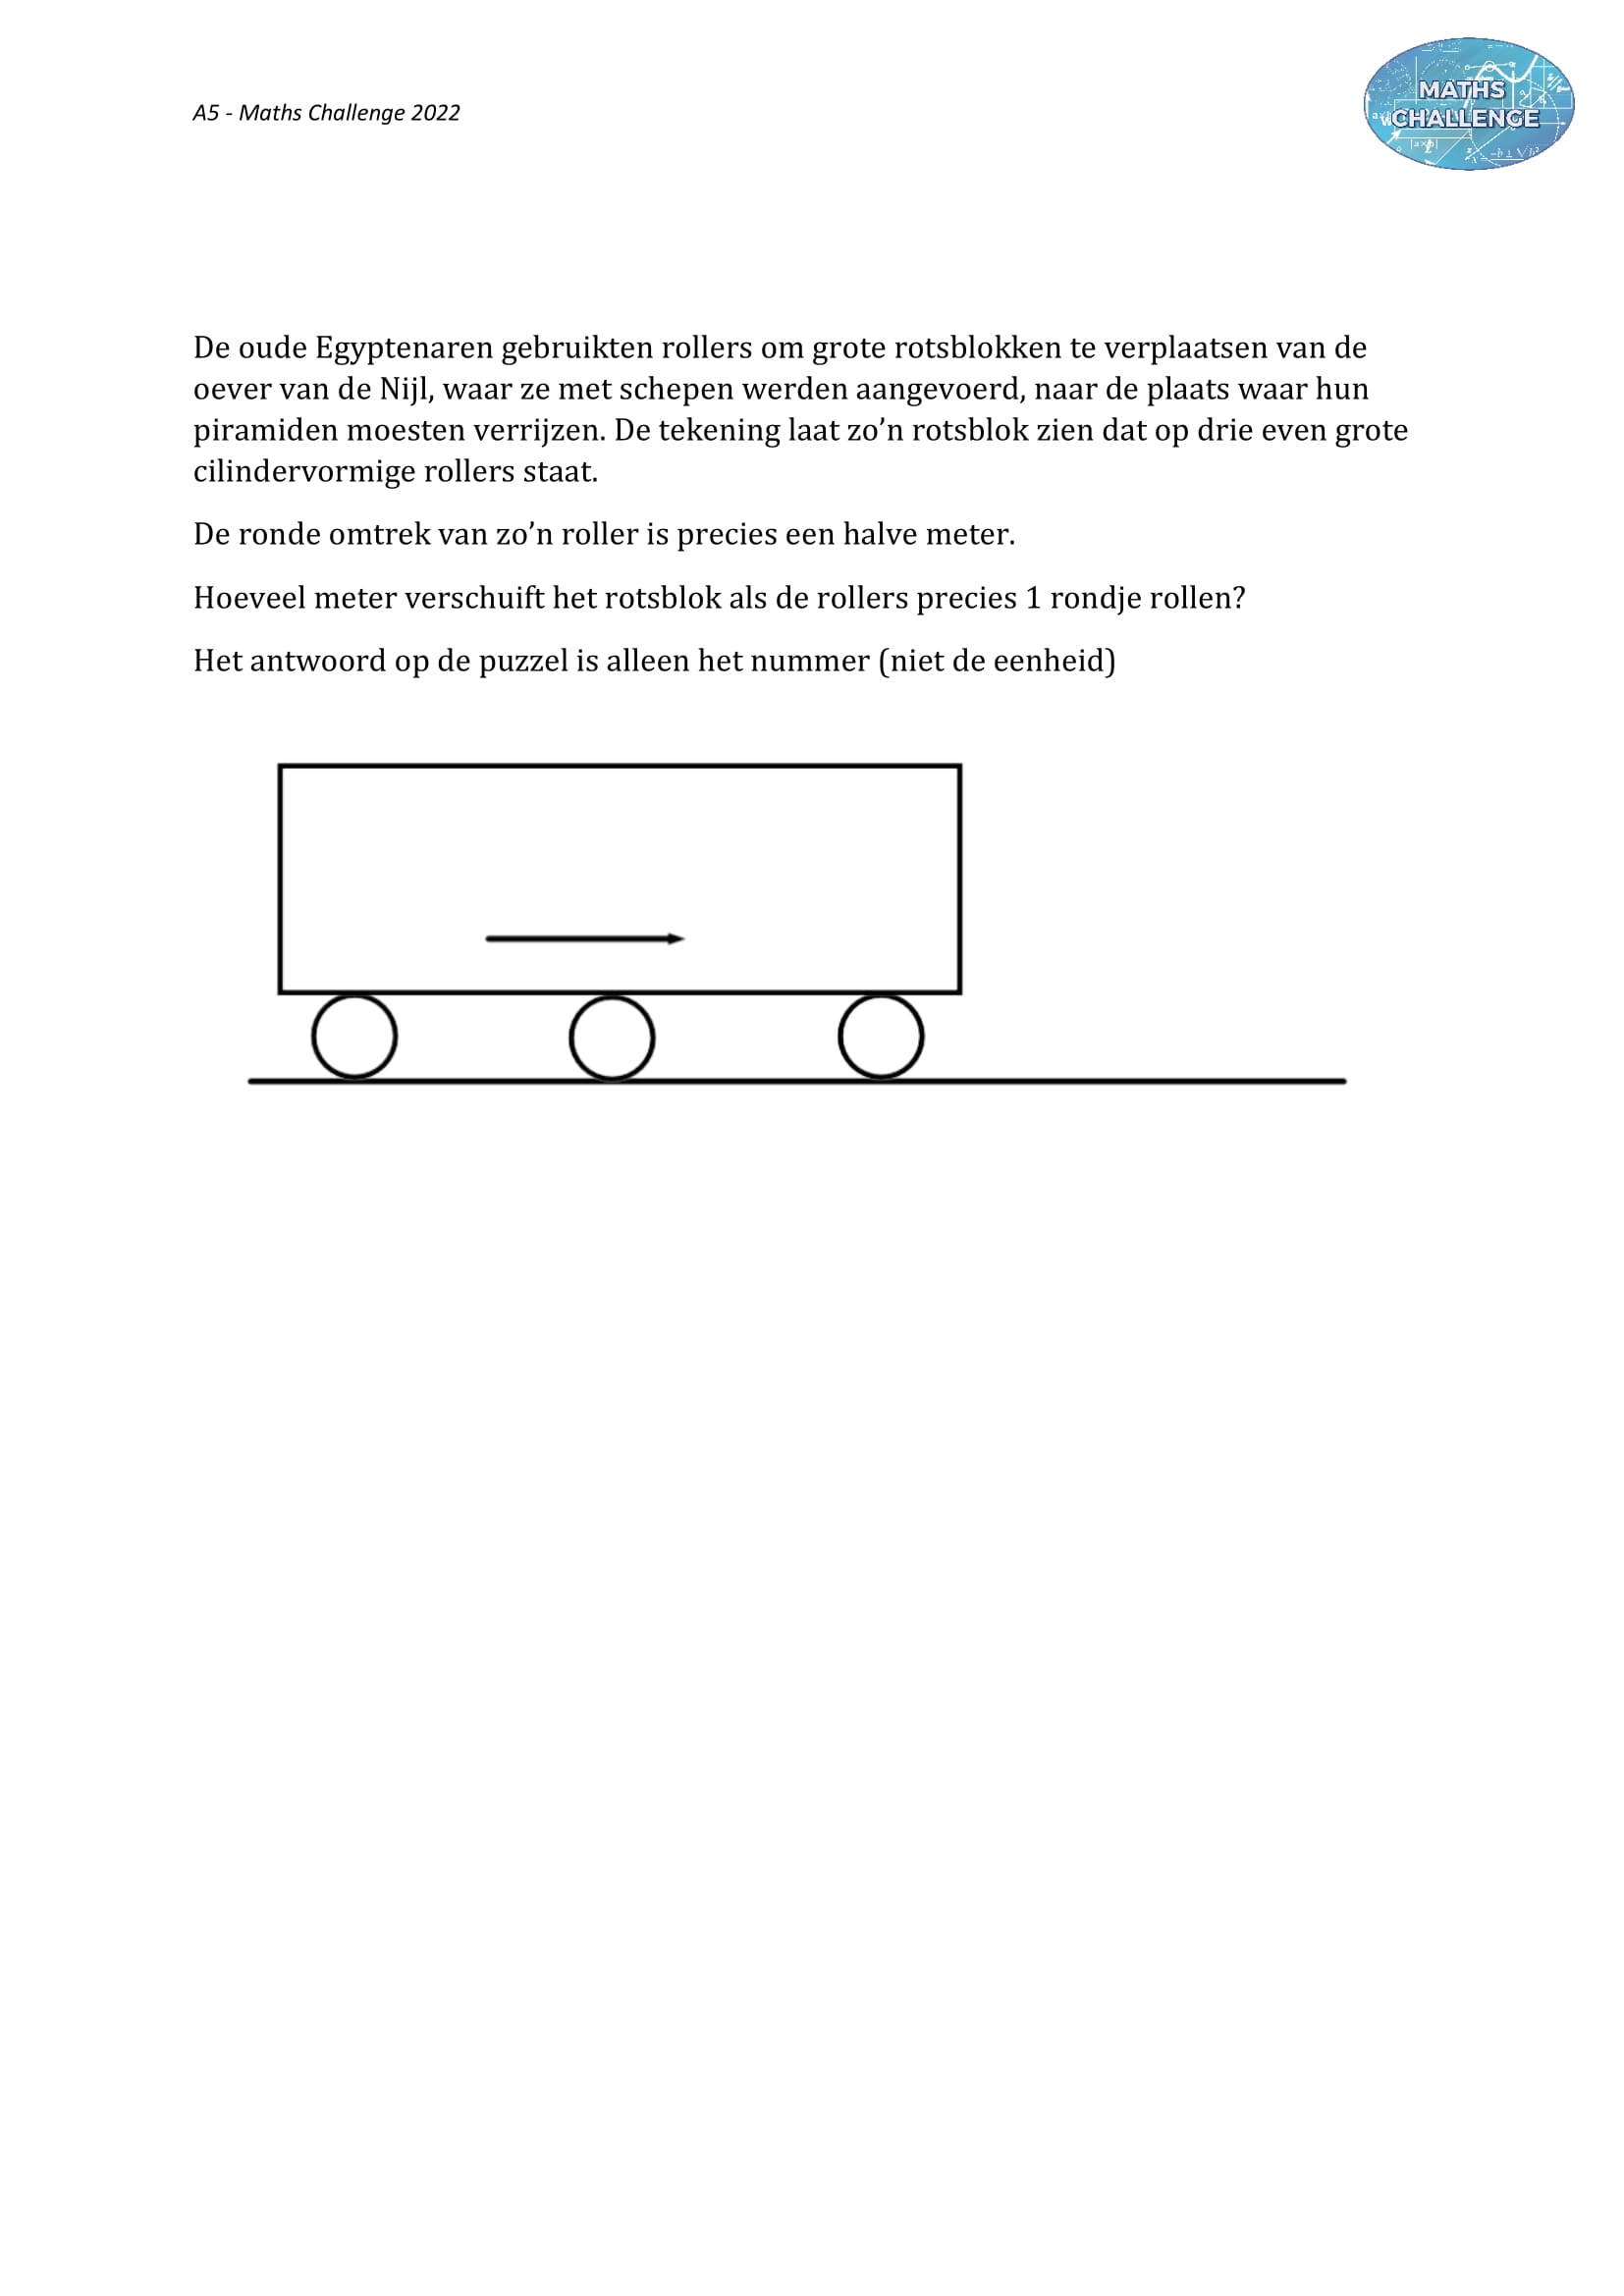 A5 - Maths Challenge 2022
MATHS
CHALLENGE
De oude Egyptenaren gebruikten rollers om grote rotsblokken te verplaatsen van de
oever van de Nijl, waar ze met schepen werden aangevoerd, naar de plaats waar hun
piramiden moesten verrijzen. De tekening laat zo’n rotsblok zien dat op drie even grote
cilindervormige rollers staat.
De ronde omtrek van zo’n roller is precies een halve meter.
Hoeveel meter verschuift het rotsblok als de rollers precies 1 rondje rollen?
Het antwoord op de puzzel is alleen het nummer (niet de eenheid)